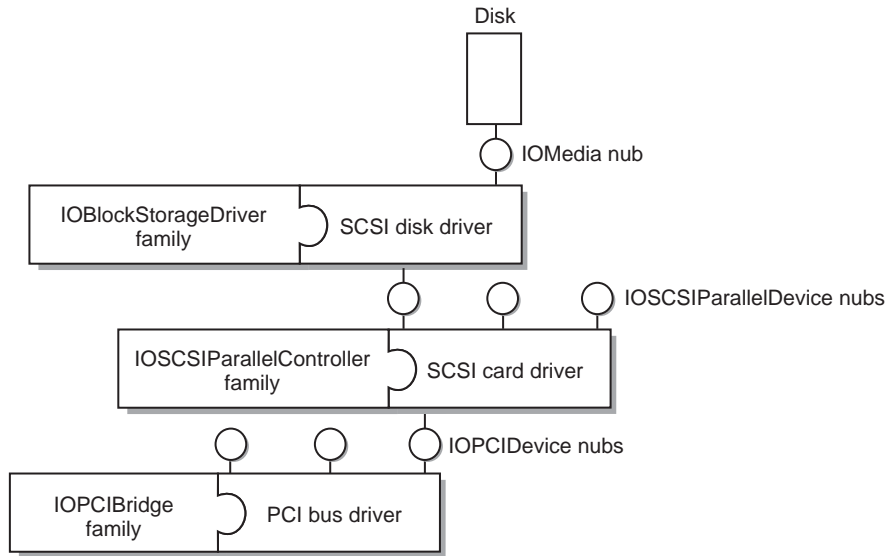 Disk
IOMedia nub
IOBlockStorageDriver
family
SCSI disk driver
IOSCSIParallelDevice nubs
IOSCSIParallelController
family
SCSI card driver
IOPCIDevice nubs
IOPCIBridge
family
PCI bus driver